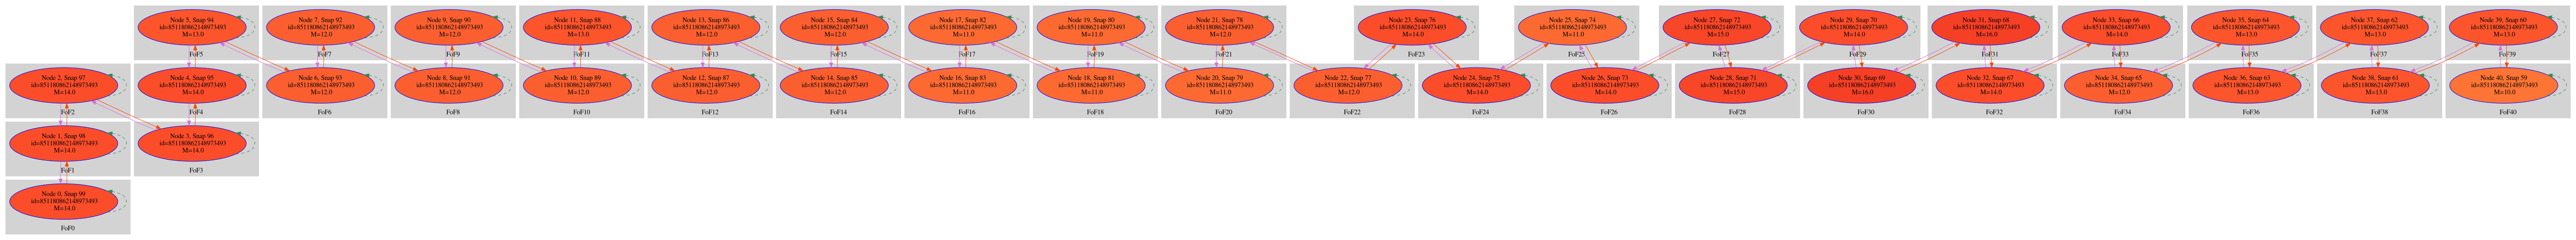 Node 5, Snap 94
id=851180862148973493
M=13.0
FoF5
Node 7, Snap 92
id=851180862148973493
M=12.0
FoF7
Node 9, Snap 90
id=851180862148973493
M=12.0
FoF9
Node 11, Snap 88
id=851180862148973493
M=13.0
FoF11
Node 13, Snap 86
id=851180862148973493
M=12.0
FoF13
Node 15, Snap 84
id=851180862148973493
M=12.0
FoF15
Node 17, Snap 82
id=851180862148973493
M=11.0
FoF17
Node 19, Snap 80
id=851180862148973493
M=11.0
FoF19
Node 21, Snap 78
id=851180862148973493
M=12.0
FoF21
Node 23, Snap 76
id=851180862148973493
M=14.0
FoF23
Node 25, Snap 74
id=851180862148973493
M=11.0
FoF25
Node 27, Snap 72
id=851180862148973493
M=15.0
FoF27
Node 29, Snap 70
id=851180862148973493
M=14.0
FoF29
Node 31, Snap 68
id=851180862148973493
M=16.0
FoF31
Node 33, Snap 66
id=851180862148973493
M=14.0
FoF33
Node 35, Snap 64
id=851180862148973493
M=13.0
FoF35
Node 37, Snap 62
id=851180862148973493
M=13.0
FoF37
Node 39, Snap 60
id=851180862148973493
M=13.0
FoF39
Node 2, Snap 97
id=851180862148973493
M=14.0
FoF2
Node 4, Snap 95
id=851180862148973493
M=14.0
FoF4
Node 6, Snap 93
id=851180862148973493
M=12.0
FoF6
Node 8, Snap 91
id=851180862148973493
M=12.0
FoF8
Node 10, Snap 89
id=851180862148973493
M=12.0
FoF10
Node 12, Snap 87
id=851180862148973493
M=12.0
FoF12
Node 14, Snap 85
id=851180862148973493
M=12.0
FoF14
Node 16, Snap 83
id=851180862148973493
M=11.0
FoF16
Node 18, Snap 81
id=851180862148973493
M=11.0
FoF18
Node 20, Snap 79
id=851180862148973493
M=11.0
FoF20
Node 22, Snap 77
id=851180862148973493
M=12.0
FoF22
Node 24, Snap 75
id=851180862148973493
M=14.0
FoF24
Node 26, Snap 73
id=851180862148973493
M=14.0
FoF26
Node 28, Snap 71
id=851180862148973493
M=15.0
FoF28
Node 30, Snap 69
id=851180862148973493
M=16.0
FoF30
Node 32, Snap 67
id=851180862148973493
M=14.0
FoF32
Node 34, Snap 65
id=851180862148973493
M=12.0
FoF34
Node 36, Snap 63
id=851180862148973493
M=13.0
FoF36
Node 38, Snap 61
id=851180862148973493
M=13.0
FoF38
Node 40, Snap 59
id=851180862148973493
M=10.0
FoF40
Node 1, Snap 98
id=851180862148973493
M=14.0
FoF1
Node 3, Snap 96
id=851180862148973493
M=14.0
FoF3
Node 0, Snap 99
id=851180862148973493
M=14.0
FoF0